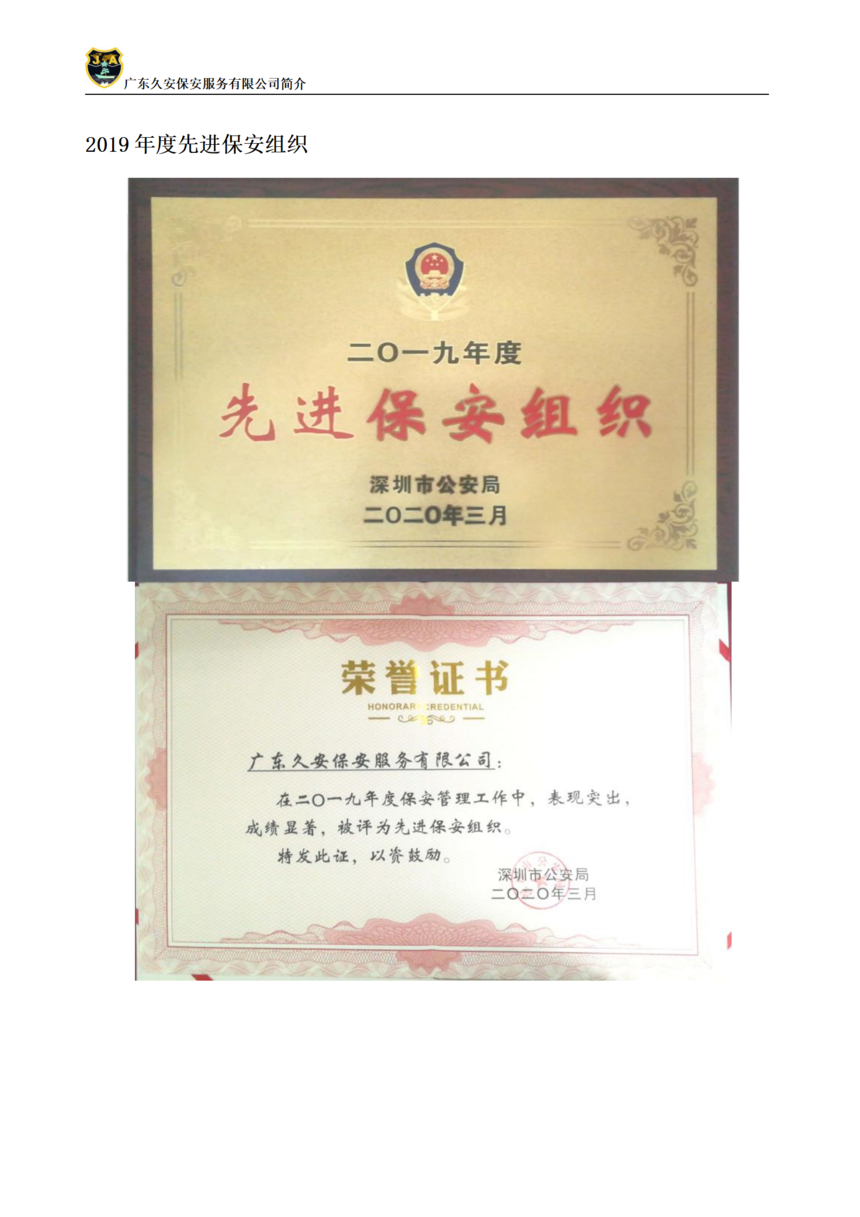 JA
广东久安保安服务有限公司简介
2019年度先进保安组织
二〇一九年度
先进保安组织
深圳市公安局
二〇二〇年三月
荣誉证书
HONORAR CREDENTIAL
广东久安保安服务有限公司：
在二〇一九年度保安管理工作中，表现突出，
成绩显著，被评为先进保安组织。
特发此证，以资鼓励。
深圳市公安局
二〇二〇年三月